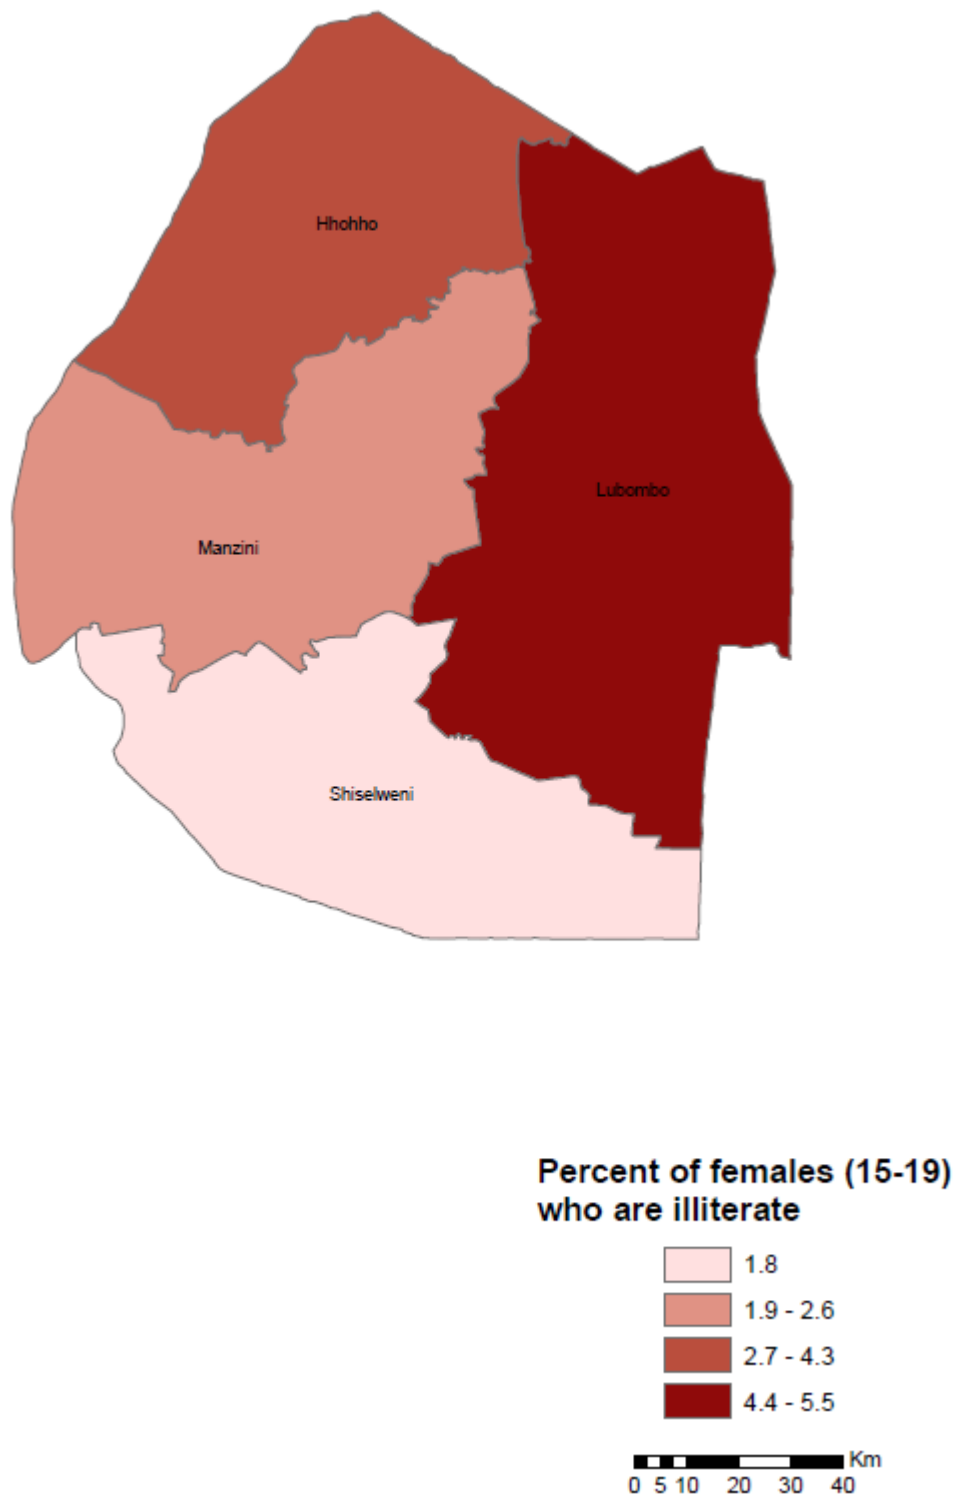 Hhohho
Lubombo
Manzini
Shiselweni
Percent of females (15-19)
who are illiterate
1.8
1.9 - 2.6
2.7 - 4.3
4.4 - 5.5
Km
0 5 10 20 30 40